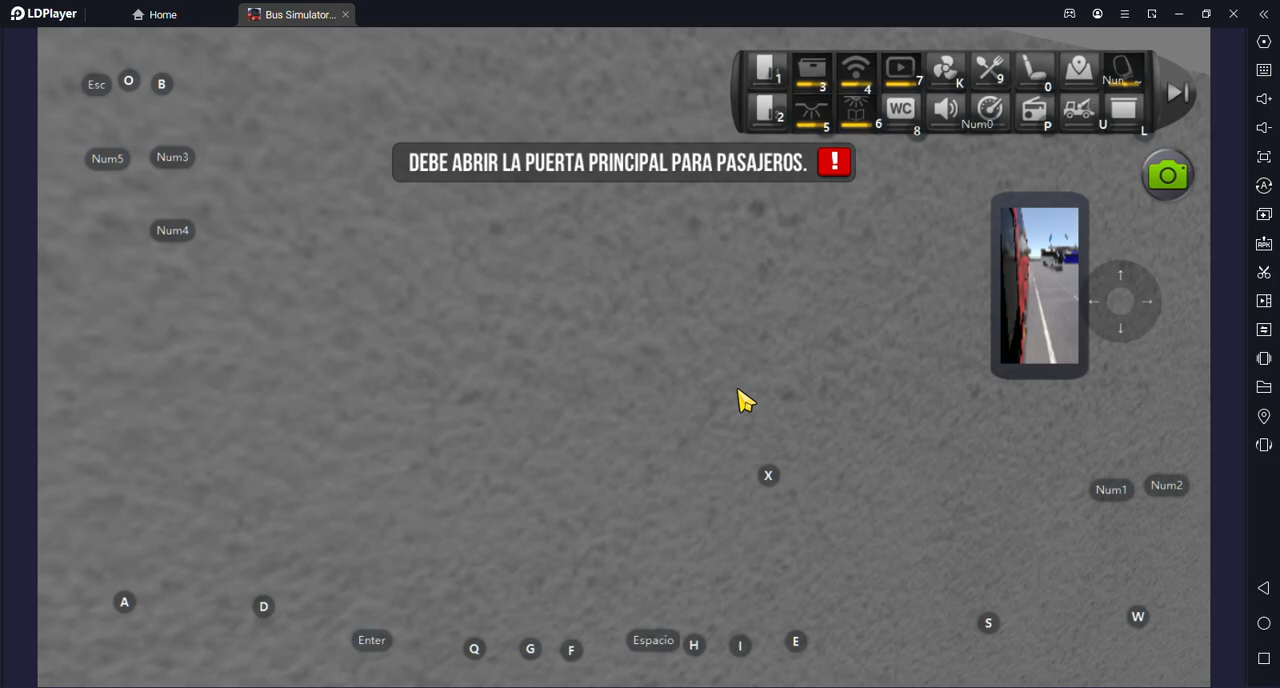 LDPlayer
Home
Bus Simulator...
Esc
O
B
1
3
4
7
K
9
0
Nun
2
5
6
WC
8
Num0
P
U
L
DEBE ABRIR LA PUERTA PRINCIPAL PARA PASAJEROS. !
Num5
Num3
Num4
X
Num1
Num2
A
D
Enter
Q
G
F
Espacio
H
I
E
S
W